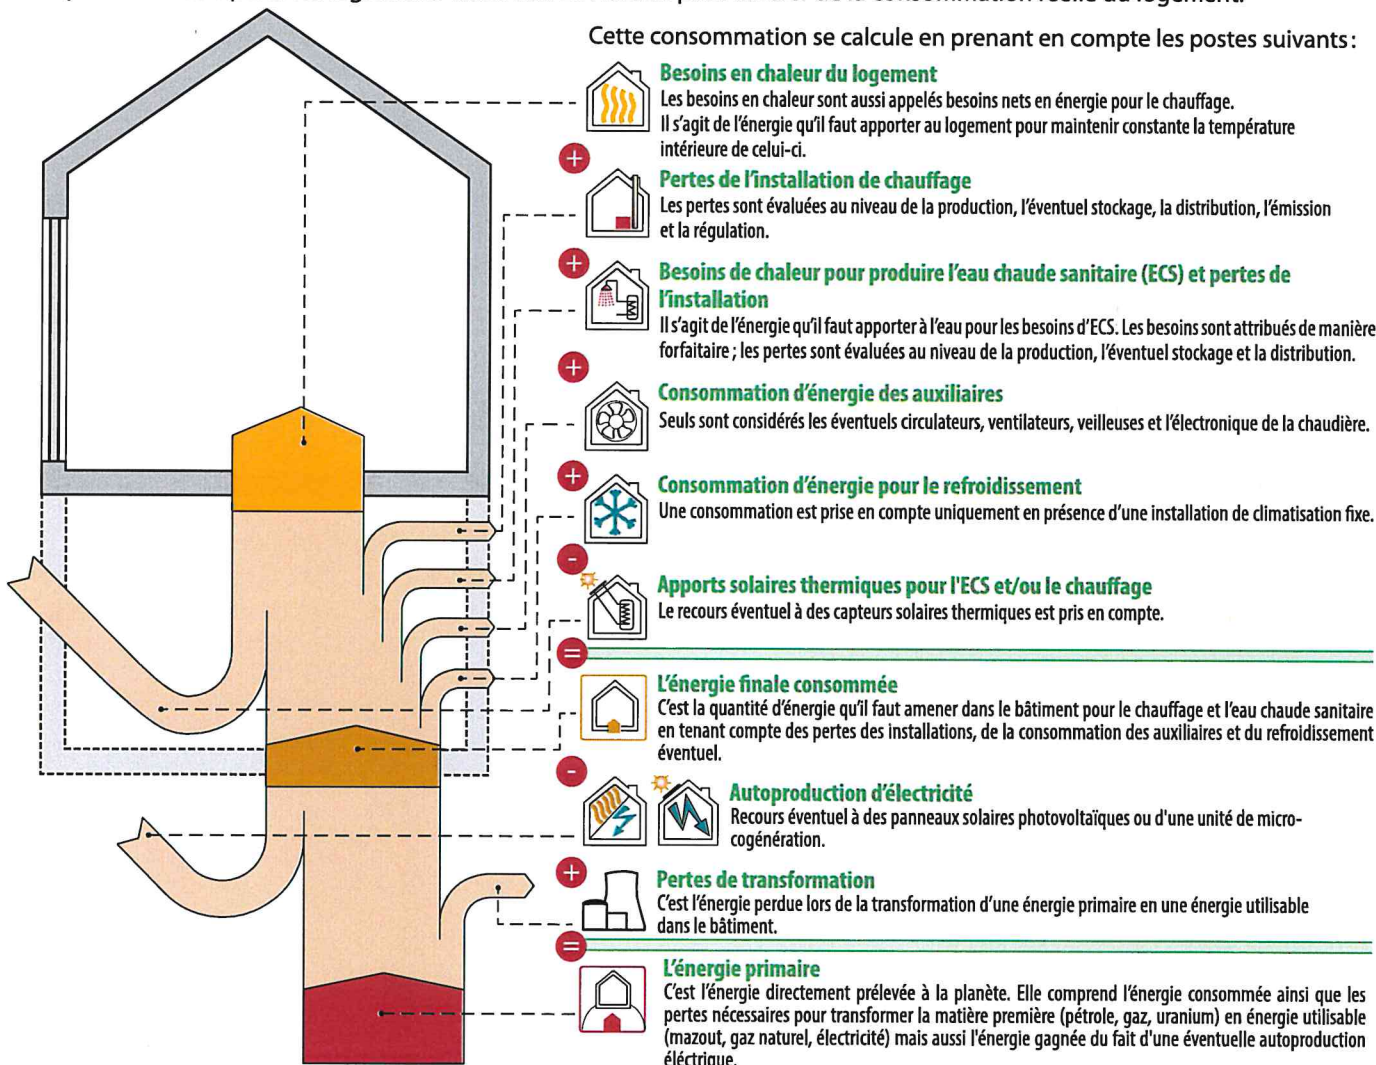 Cette consommation se calcule en prenant en compte les postes suivants :
Besoins en chaleur du logement
Les besoins en chaleur sont aussi appelés besoins nets en énergie pour le chauffage.
Il s'agit de l'énergie qu'il faut apporter au logement pour maintenir constante la température
intérieure de celui-ci.
+
Pertes de l'installation de chauffage
Les pertes sont évaluées au niveau de la production, l'éventuel stockage, la distribution, l'émission
et la régulation.
+
Besoins de chaleur pour produire l'eau chaude sanitaire (ECS) et pertes de
l'installation
Il s'agit de l'énergie qu'il faut apporter à l'eau pour les besoins d'ECS. Les besoins sont attribués de manière
forfaitaire ; les pertes sont évaluées au niveau de la production, l'éventuel stockage et la distribution.
+
Consommation d'énergie des auxiliaires
Seuls sont considérés les éventuels circulateurs, ventilateurs, veilleuses et l'électronique de la chaudière.
+
Consommation d'énergie pour le refroidissement
Une consommation est prise en compte uniquement en présence d'une installation de climatisation fixe.
-
Apports solaires thermiques pour l'ECS et/ou le chauffage
Le recours éventuel à des capteurs solaires thermiques est pris en compte.
=
L'énergie finale consommée
C'est la quantité d'énergie qu'il faut amener dans le bâtiment pour le chauffage et l'eau chaude sanitaire
en tenant compte des pertes des installations, de la consommation des auxiliaires et du refroidissement
éventuel.
-
Autoproduction d'électricité
Recours éventuel à des panneaux solaires photovoltaïques ou d'une unité de micro-
cogénération.
+
Pertes de transformation
C'est l'énergie perdue lors de la transformation d'une énergie primaire en une énergie utilisable
dans le bâtiment.
=
L'énergie primaire
C'est l'énergie directement prélevée à la planète. Elle comprend l'énergie consommée ainsi que les
pertes nécessaires pour transformer la matière première (pétrole, gaz, uranium) en énergie utilisable
(mazout, gaz naturel, électricité) mais aussi l'énergie gagnée du fait d'une éventuelle autoproduction
éléctrique.